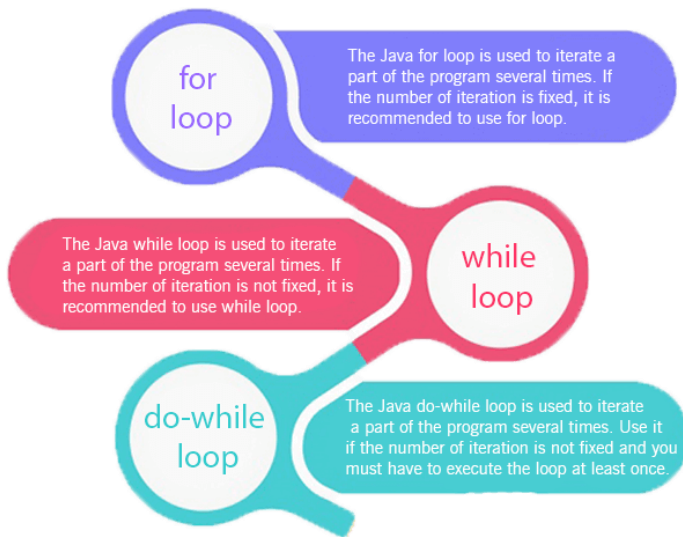 for
loop
The Java for loop is used to iterate a
part of the program several times. If
the number of iteration is fixed, it is
recommended to use for loop.
The Java while loop is used to iterate
a part of the program several times. If
the number of iteration is not fixed, it is
recommended to use while loop.
while
loop
do-while
loop
The Java do-while loop is used to iterate
a part of the program several times. Use it
if the number of iteration is not fixed and you
must have to execute the loop at least once.